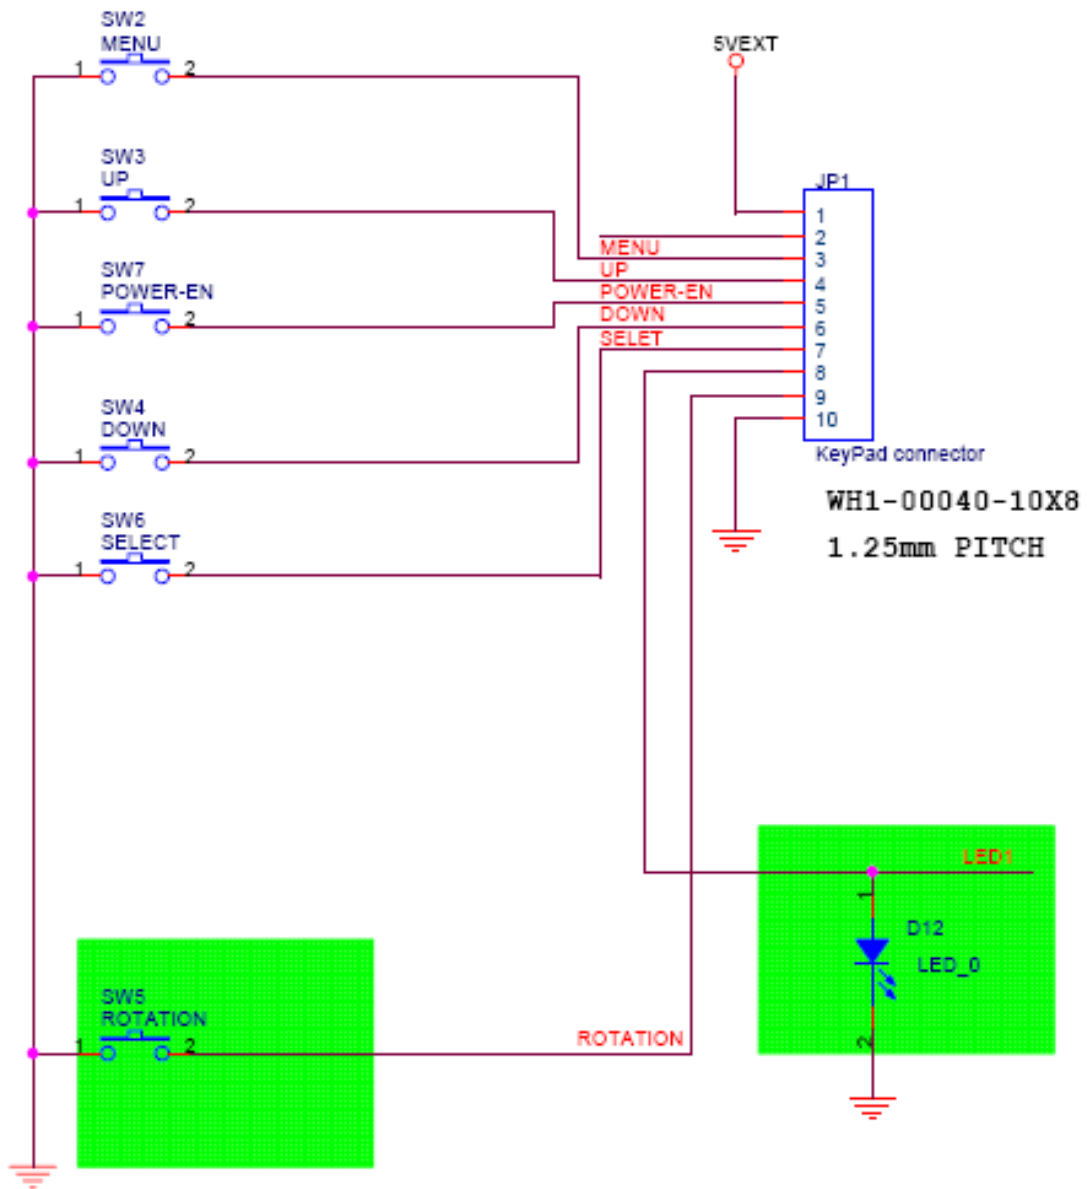 SW2
MENU
1 2
5VEXT
SW3
UP
1 2
JP1
1
2
MENU
3
UP
4
POWER-EN
5
DOWN
6
SELET
7
8
9
10
SW7
POWER-EN
1 2
SW4
DOWN
1 2
KeyPad connector
WH1-00040-10X8
1.25mm PITCH
SW6
SELECT
1 2
LED1
1
D12
LED_0
2
SW5
ROTATION
1 2
ROTATION